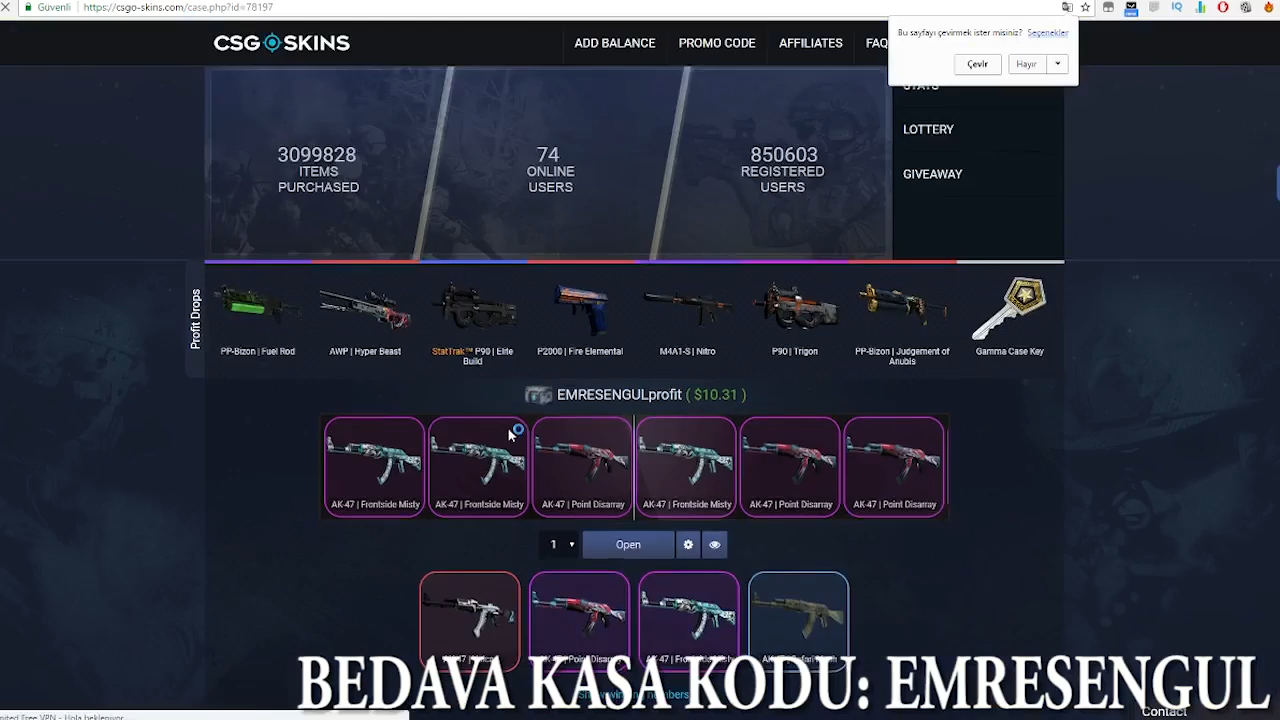 Güvenli
https://csgo-skins.com/case.php?id=78197
CSG SKINS
ADD BALANCE
PROMO CODE
AFFILIATES
FAQ
Bu sayfayı çevirmek ister misiniz? Seçenekler
Çevir
Hayır
STATS
LOTTERY
GIVEAWAY
3099828
ITEMS
PURCHASED
74
ONLINE
USERS
850603
REGISTERED
USERS
Profit Drops
PP-Bizon | Fuel Rod
AWP | Hyper Beast
StatTrak™ P90 | Elite
Build
P2000 | Fire Elemental
M4A1-S | Nitro
P90 | Trigon
PP-Bizon | Judgement of
Anubis
Gamma Case Key
EMRESENGULprofit ( $10.31 )
AK-47 | Frontside Misty
AK-47 | Frontside Misty
AK-47 | Point Disarray
AK-47 | Frontside Misty
AK-47 | Point Disarray
AK-47 | Point Disarray
1
Open
BEDAVA KASA KODU: EMRESENGUL
Contact